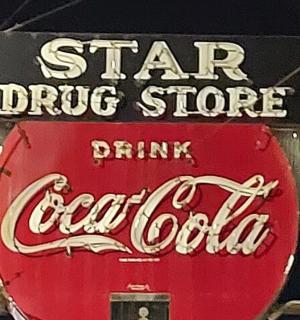 STAR
DRUG STORE
DRINK
Coca-Cola